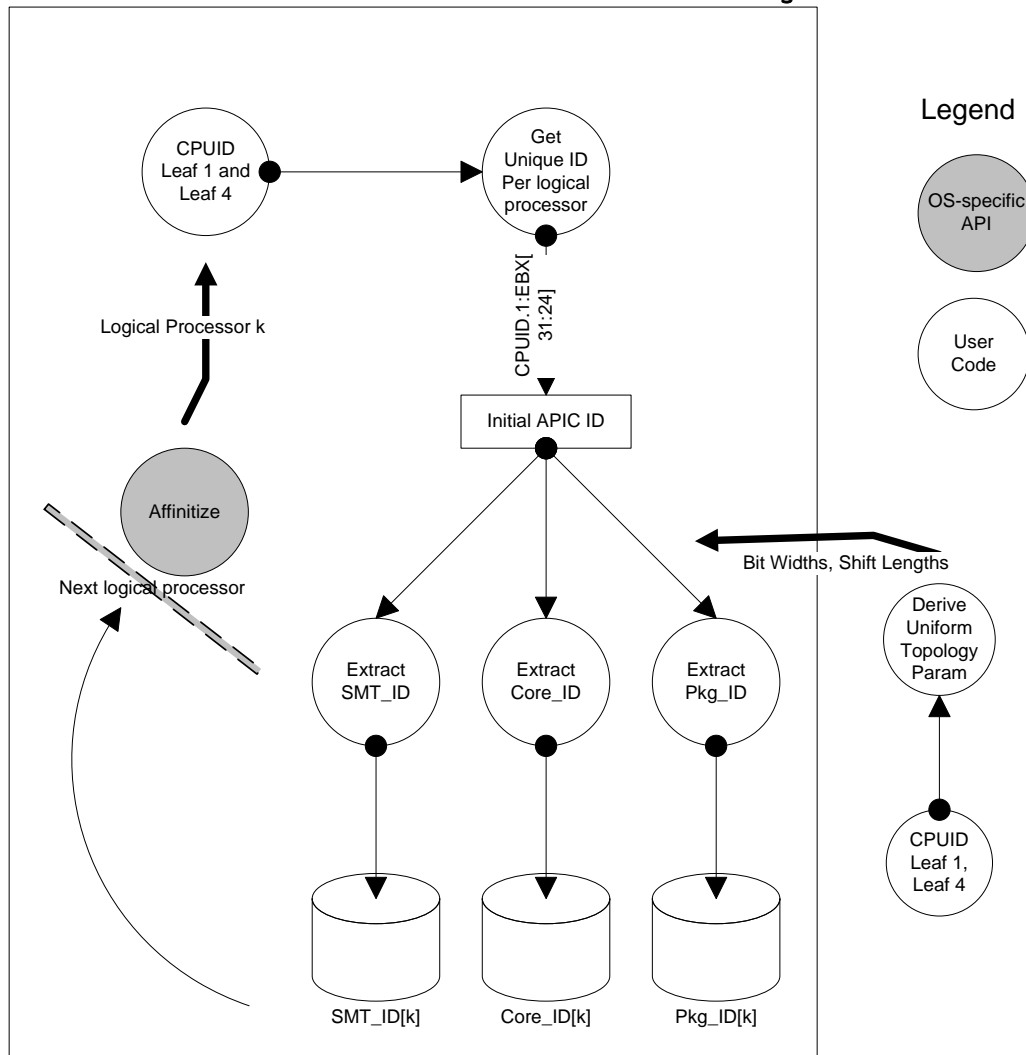 Legend
CPUID
Leaf 1 and
Leaf 4
Get
Unique ID
Per logical
processor
OS-specific
API
CPUID.1:EBX[
31:24]
Logical Processor k
User
Code
Initial APIC ID
Affinitize
Next logical processor
Bit Widths, Shift Lengths
Derive
Uniform
Topology
Param
Extract
SMT_ID
Extract
Core_ID
Extract
Pkg_ID
CPUID
Leaf 1,
Leaf 4
SMT_ID[k]
Core_ID[k]
Pkg_ID[k]